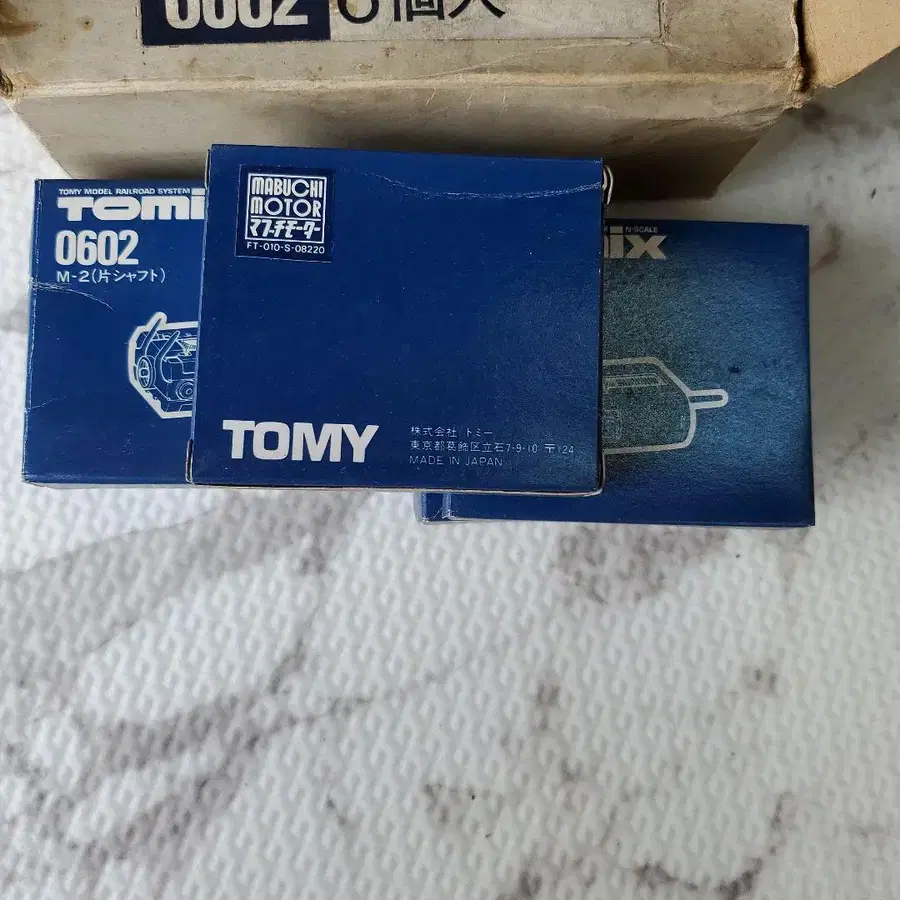 0602 6個入
TOMY MODEL RAILROAD SYSTEM
TOMI
0602
M-2(片シャフト)
MABUCHI
MOTOR
マブチモーター
FT-010-S-08220
TOMY
株式会社 トミー
東京都葛飾区立石7-9-10 〒124
MADE IN JAPAN
N-SCALE
ix